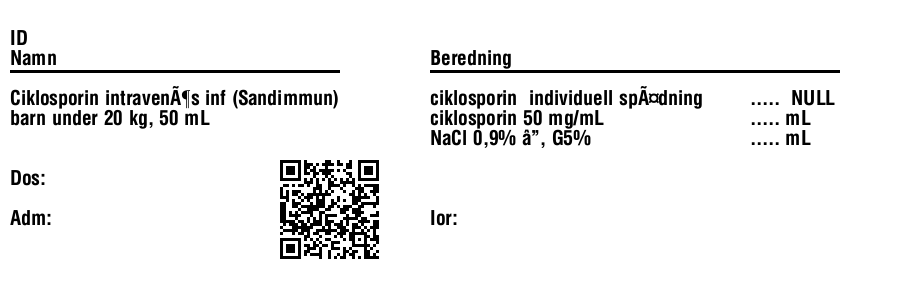 ID
Namn
Ciklosporin intravenÃ¶s inf (Sandimmun)
barn under 20 kg, 50 mL
Dos:
Adm:
Beredning
ciklosporin individuell spÃ¤dning ..... NULL
ciklosporin 50 mg/mL ..... mL
NaCl 0,9% â”, G5% ..... mL
Ior: